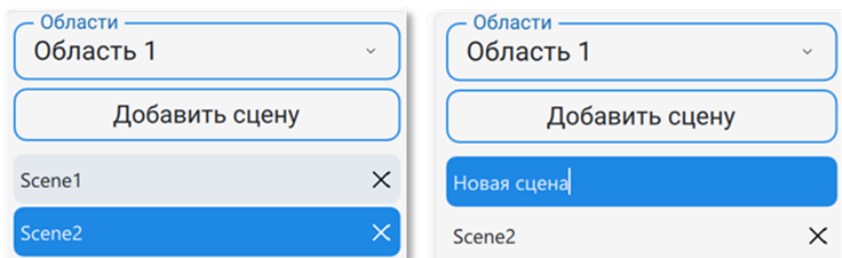 Области
Область 1
Добавить сцену
Scene1
Scene2
Области
Область 1
Добавить сцену
Новая сцена
Scene2